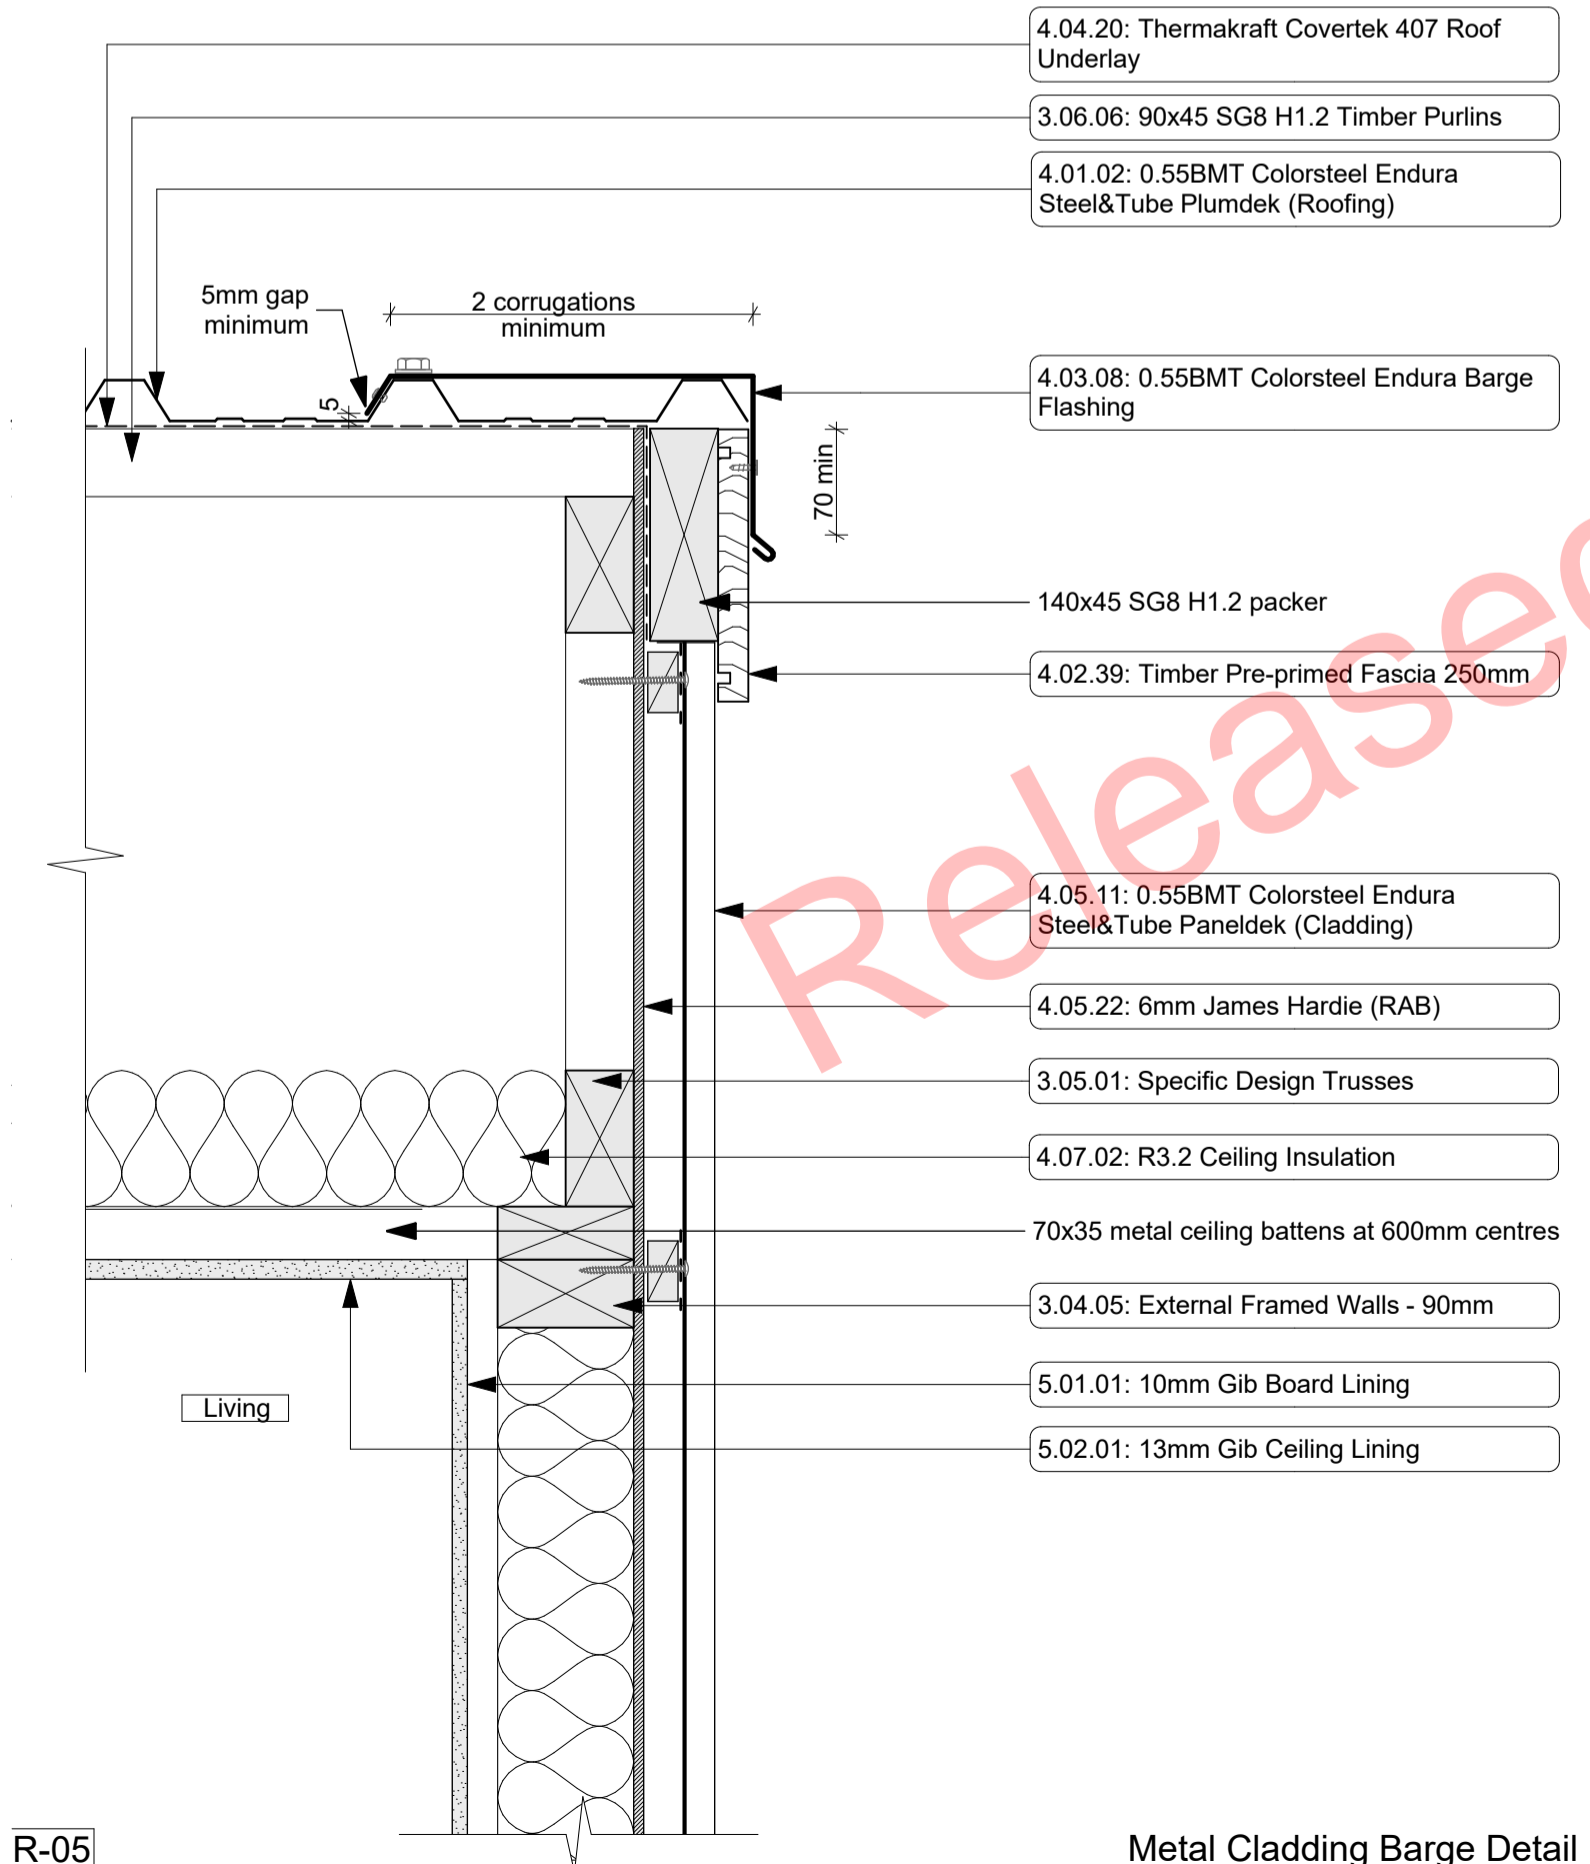 4.04.20: Thermakraft Covertek 407 Roof
Underlay
3.06.06: 90x45 SG8 H1.2 Timber Purlins
4.01.02: 0.55BMT Colorsteel Endura
Steel&Tube Plumdek (Roofing)
5mm gap
minimum
2 corrugations
minimum
4.03.08: 0.55BMT Colorsteel Endura Barge
Flashing
5
70 min
140x45 SG8 H1.2 packer
4.02.39: Timber Pre-primed Fascia 250mm
Released
4.05.11: 0.55BMT Colorsteel Endura
Steel&Tube Paneldek (Cladding)
4.05.22: 6mm James Hardie (RAB)
3.05.01: Specific Design Trusses
4.07.02: R3.2 Ceiling Insulation
70x35 metal ceiling battens at 600mm centres
3.04.05: External Framed Walls - 90mm
5.01.01: 10mm Gib Board Lining
Living
5.02.01: 13mm Gib Ceiling Lining
R-05
Metal Cladding Barge Detail